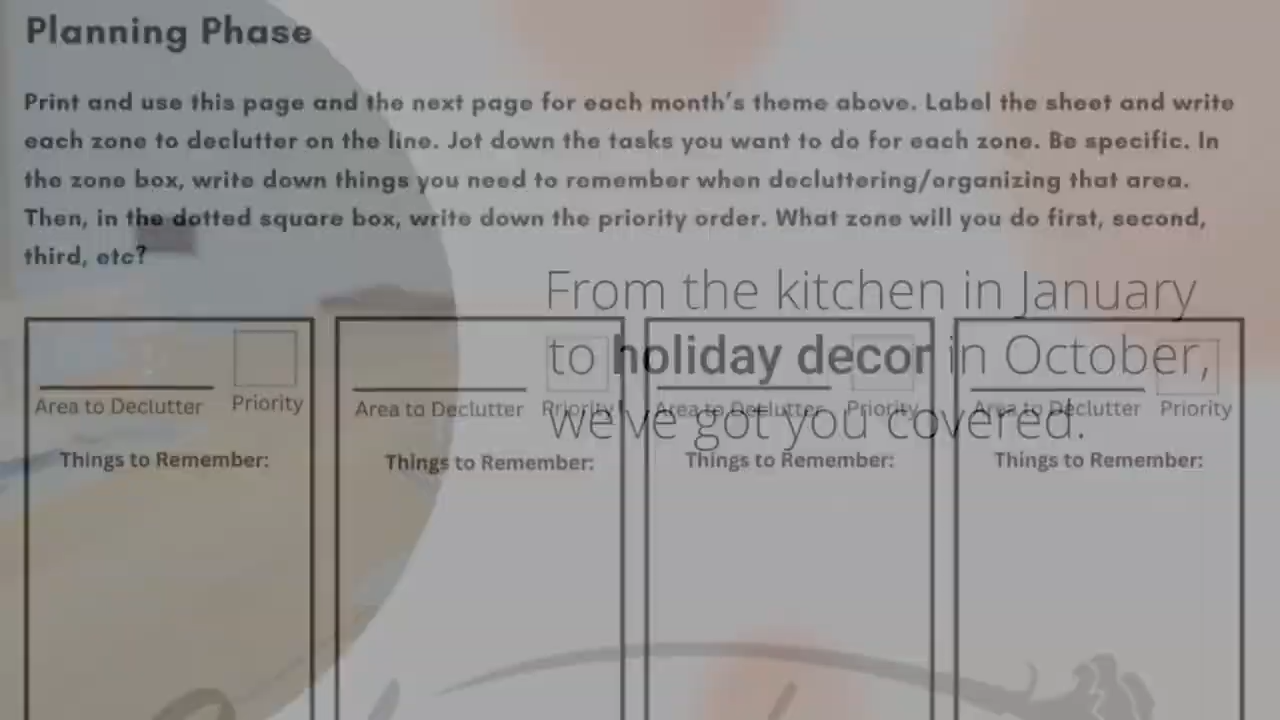 Planning Phase
Print and use this page and the next page for each month's theme above. Label the sheet and write
each zone to declutter on the line. Jot down the tasks you want to do for each zone. Be specific. In
the zone box, write down things you need to remember when decluttering/organizing that area.
Then, in the dotted square box, write down the priority order. What zone will you do first, second,
third, etc?
From the kitchen in January
to holiday decor in October,
we've got you covered.
Area to Declutter Priority
Things to Remember:
Area to Declutter Priority
Things to Remember:
Area to Declutter Priority
Things to Remember:
Area to Declutter Priority
Things to Remember: